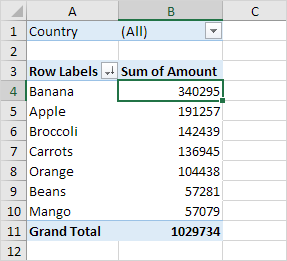 A B C
1 Country (All)
2
3 Row Labels Sum of Amount
4 Banana 340295
5 Apple 191257
6 Broccoli 142439
7 Carrots 136945
8 Orange 104438
9 Beans 57281
10 Mango 57079
11 Grand Total 1029734
12